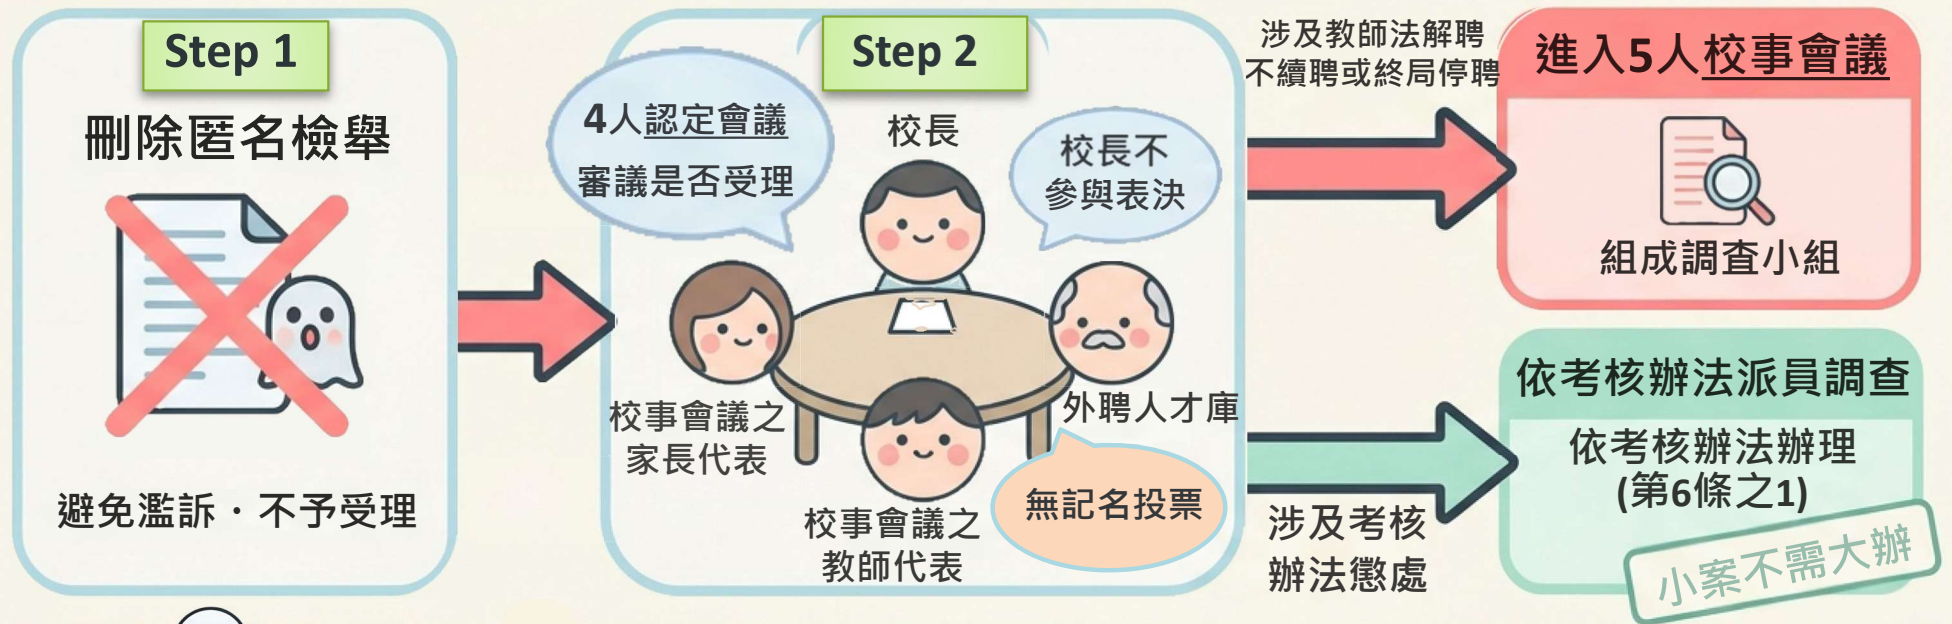 Step 1
刪除匿名檢舉
避免濫訴．不予受理
Step 2
4人認定會議
審議是否受理
校長
校長不
參與表決
校事會議之
家長代表
校事會議之
教師代表
外聘人才庫
無記名投票
涉及教師法解聘
不續聘或終局停聘
進入5人校事會議
組成調查小組
涉及考核
辦法懲處
依考核辦法派員調查
依考核辦法辦理
(第6條之1)
小案不需大辦